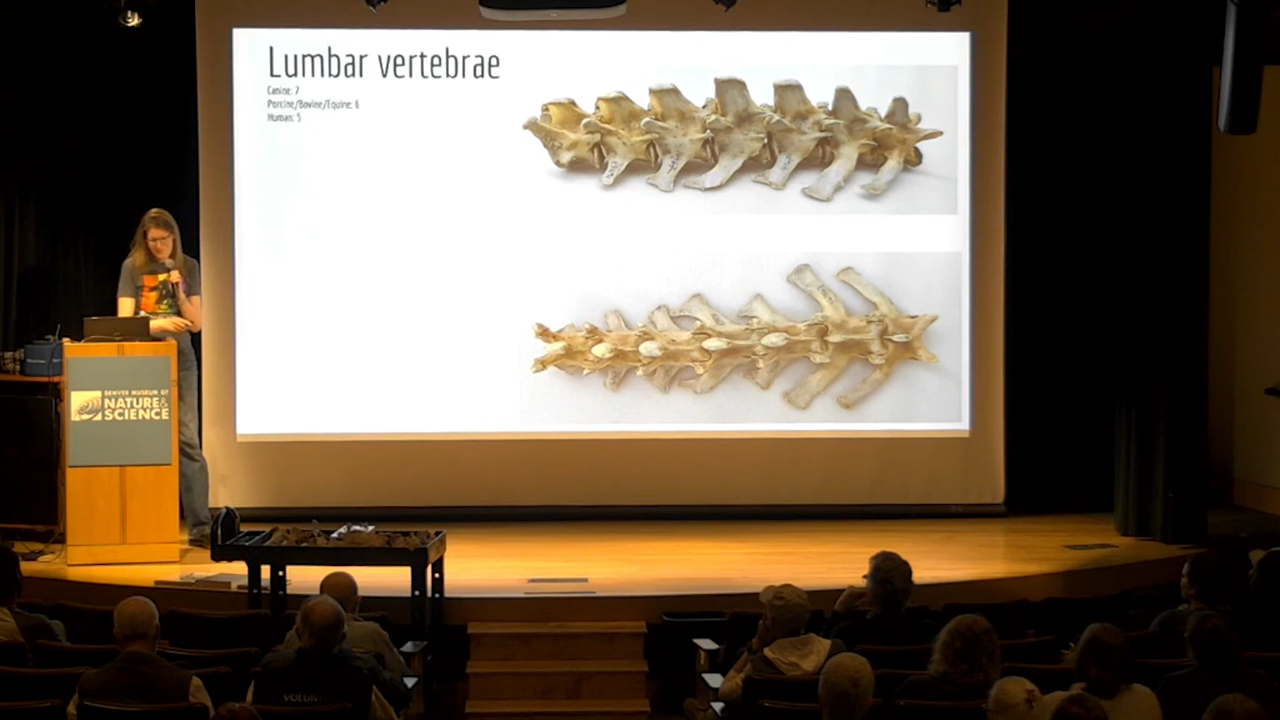 Lumbar vertebrae
Canine: 7
Porcine/Bovine/Equine: 6
Human: 5
DENVER MUSEUM OF
NATURE &
SCIENCE